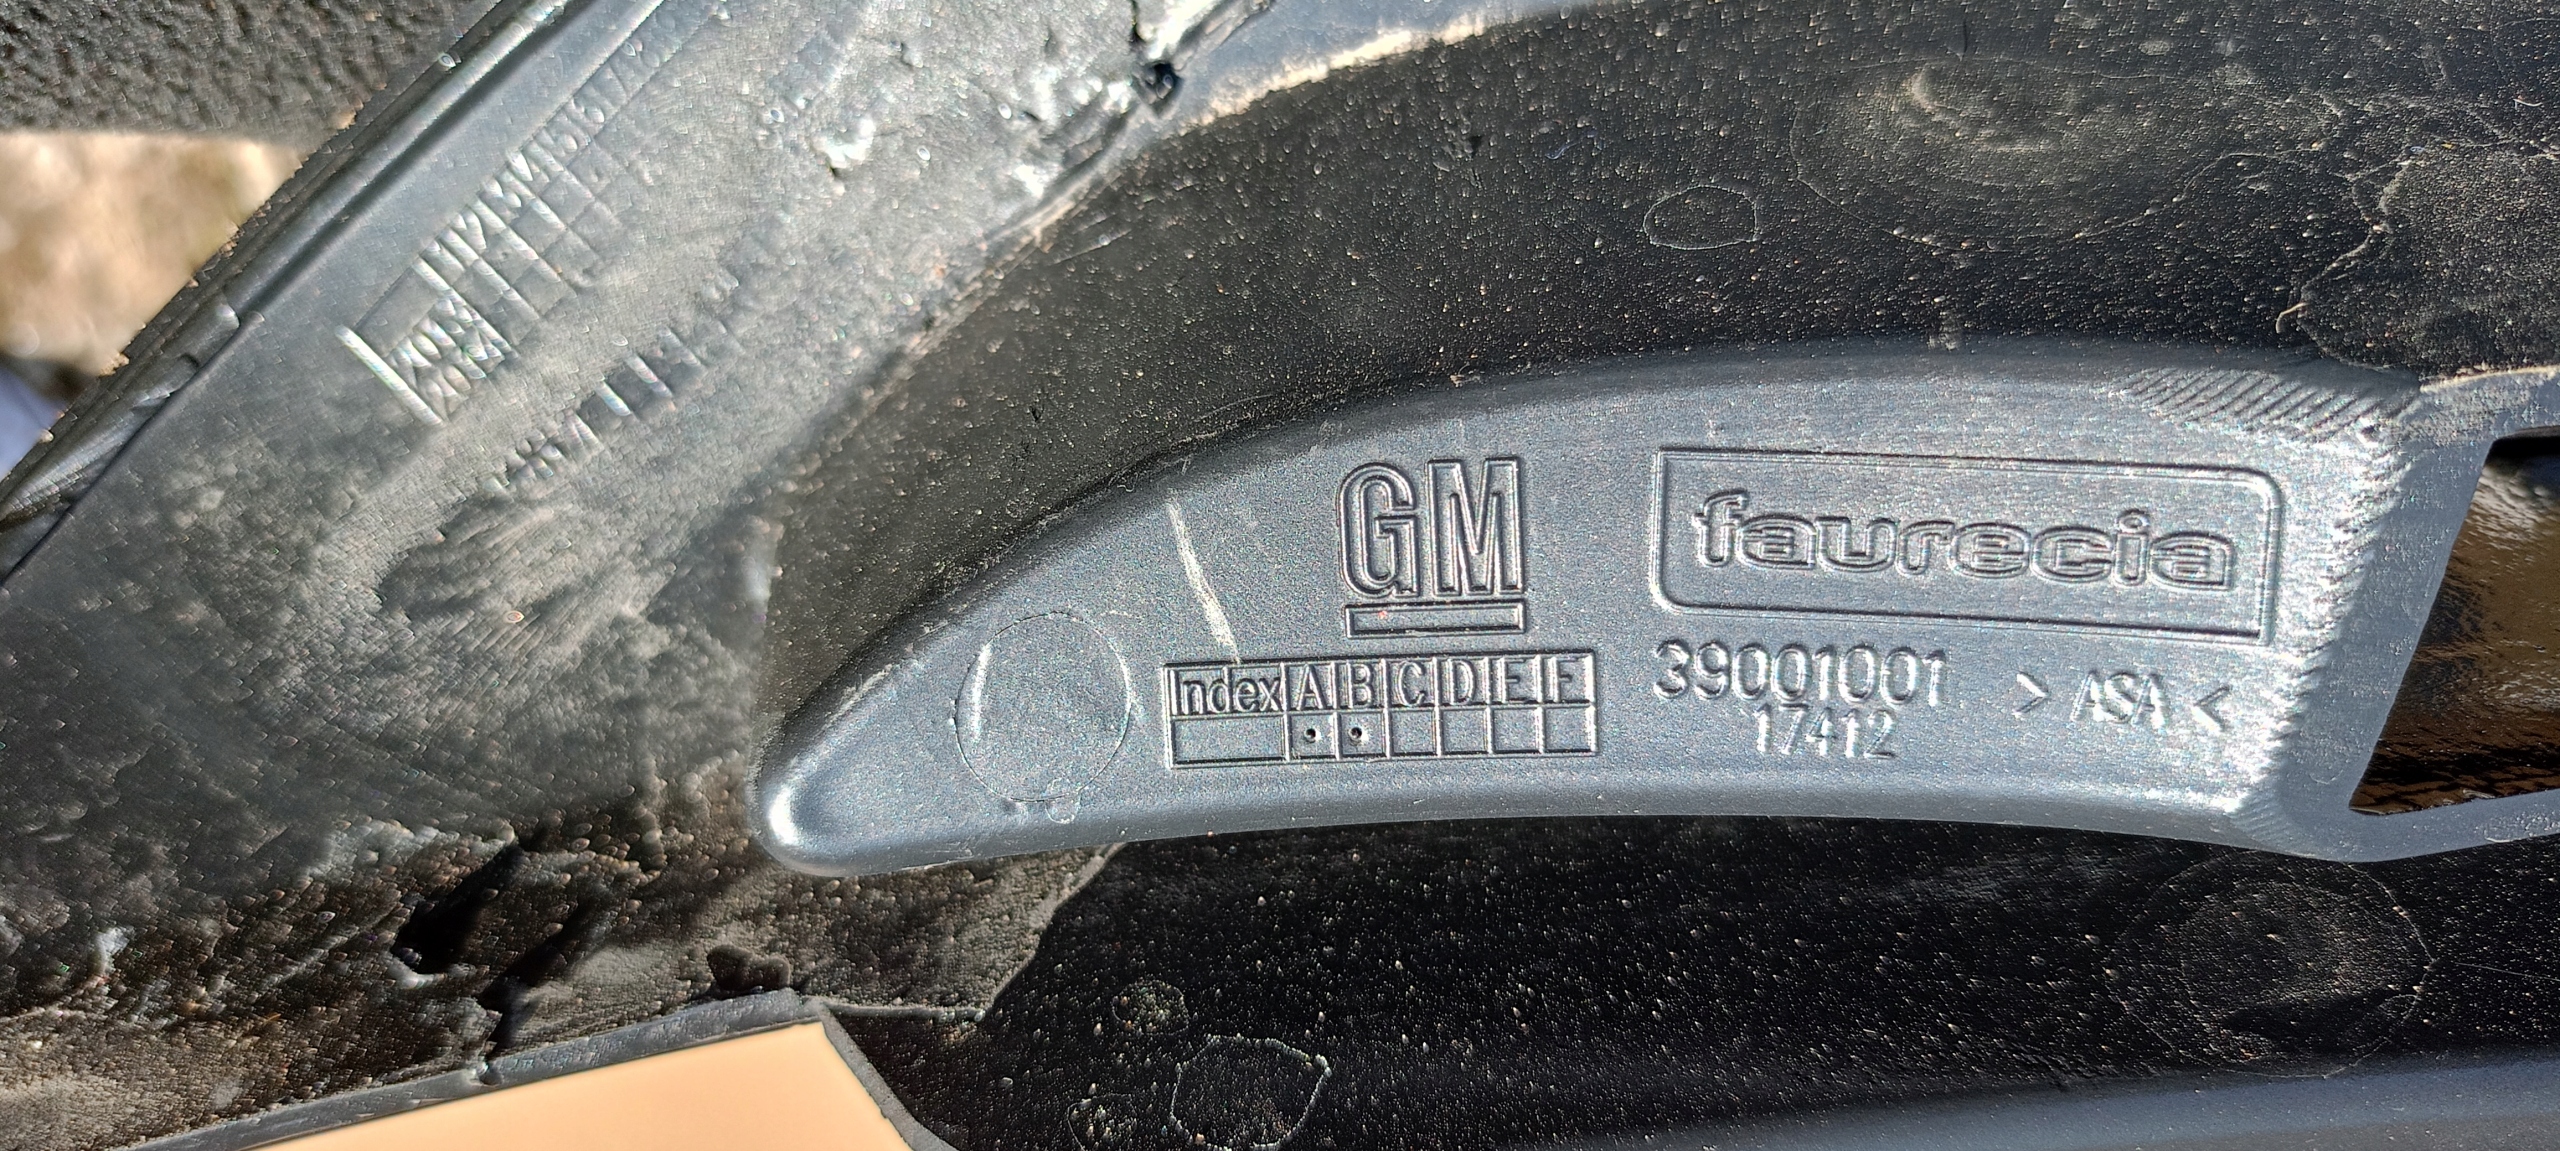 GM
faurecia
Index A B C D E F
39001001
17412
> ASA <